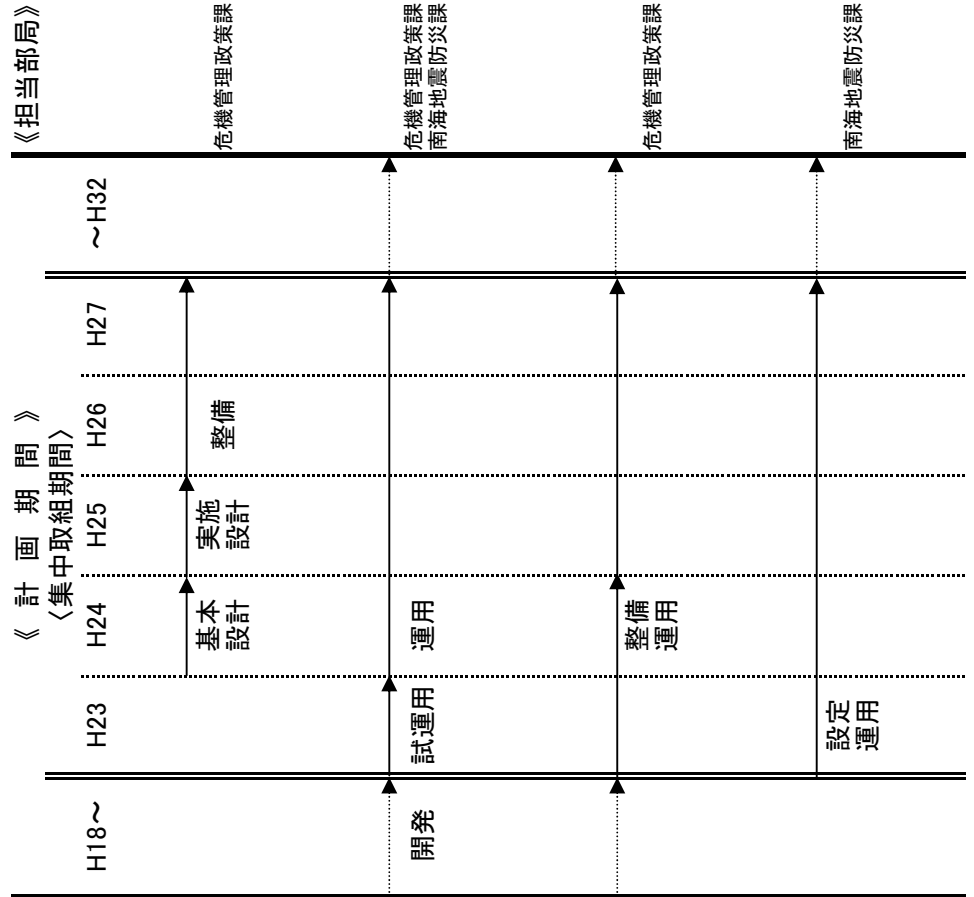 《 計 画 期 間 》
《担当部局》
〈集中取組期間〉
H18～
H23
H24
H25
H26
H27
～H32
基本
設計
実施
設計
整備
危機管理政策課
開発
試運用
運用
危機管理政策課
南海地震防災課
整備
運用
危機管理政策課
設定
運用
南海地震防災課